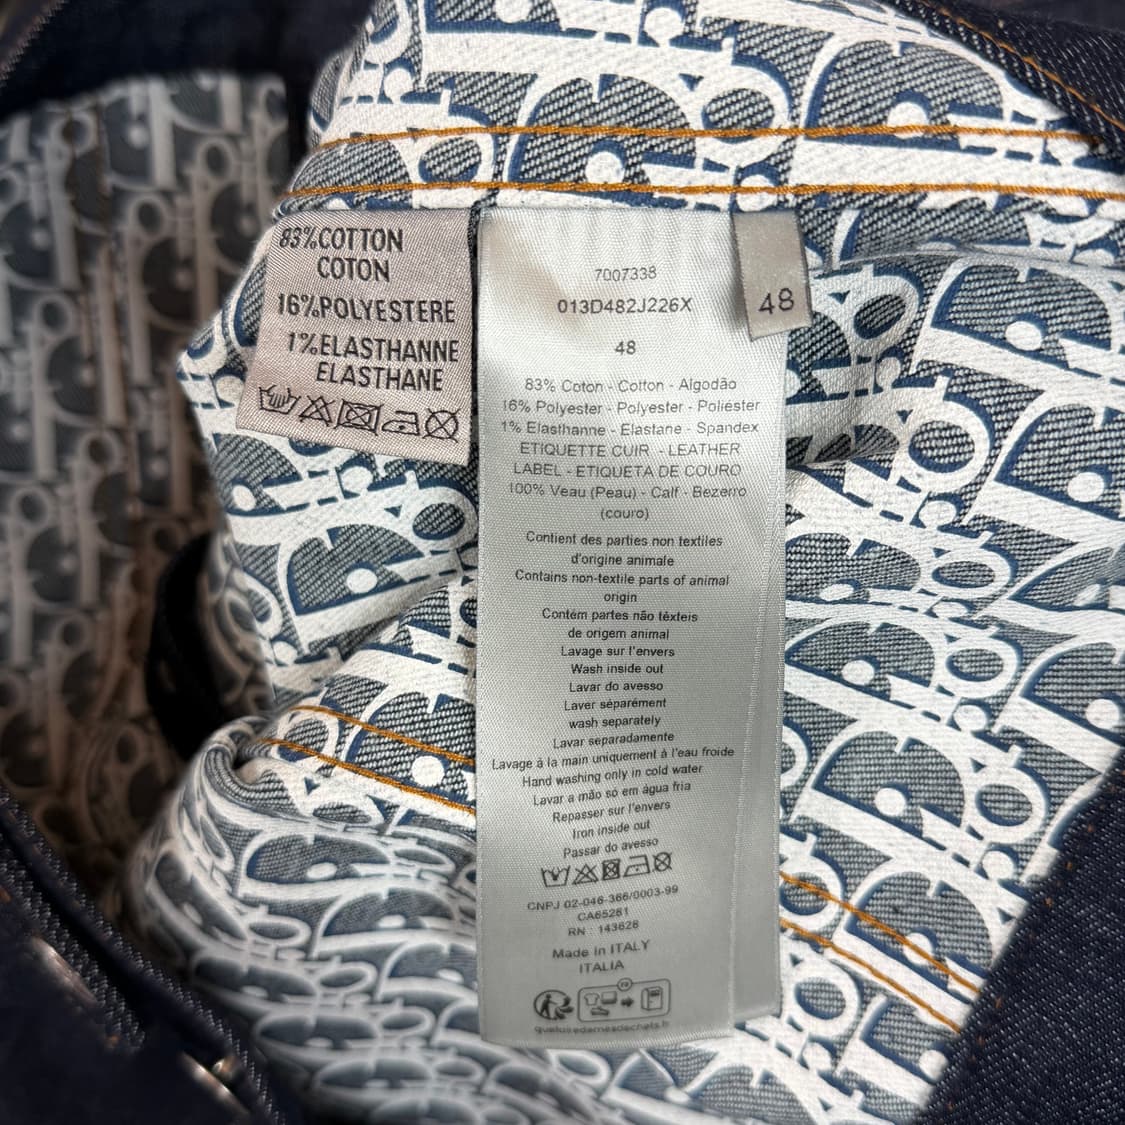 83%COTTON
COTON
16%POLYESTERE
1%ELASTHANNE
ELASTHANE
7007338
013D482J226X
48
83% Coton - Cotton - Algodão
16% Polyester - Polyester - Poliéster
1% Elasthanne - Elastane - Spandex
ETIQUETTE CUIR - LEATHER
LABEL - ETIQUETA DE COURO
100% Veau (Peau) - Calf - Bezerro
(couro)
Contient des parties non textiles
d'origine animale
Contains non-textile parts of animal
origin
Contém partes não têxteis
de origem animal
Lavage sur l'envers
Wash inside out
Lavar do avesso
Laver séparément
wash separately
Lavar separadamente
Lavage à la main uniquement à l'eau froide
Hand washing only in cold water
Lavar a mão só em água fria
Repasser sur l'envers
Iron inside out
Passar do avesso
CNPJ 02-046-366/0003-99
CA65281
RN : 143628
Made in ITALY
ITALIA
FR
quefairedemesdechets.fr
48